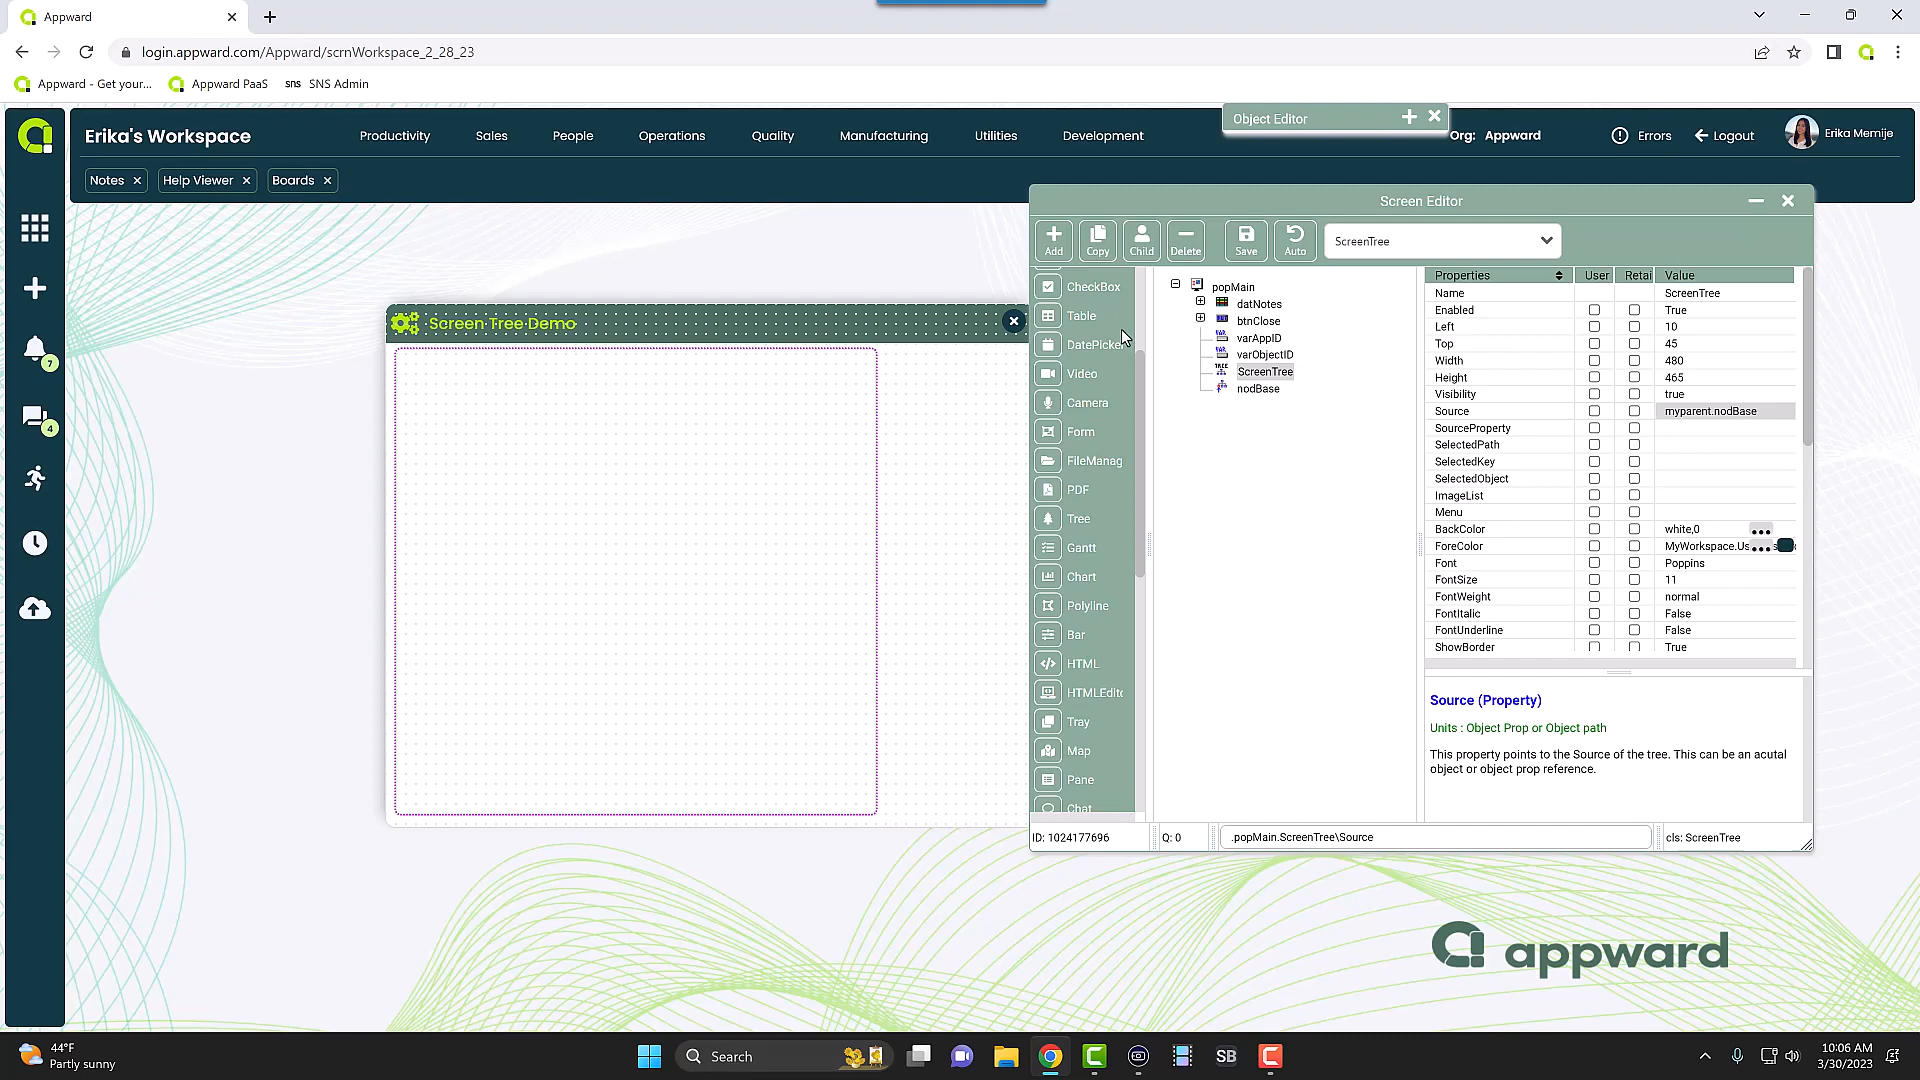 Appward
login.appward.com/Appward/scrnWorkspace_2_28_23
Appward - Get your...
Appward PaaS
sns SNS Admin
Erika's Workspace
Productivity
Sales
People
Operations
Quality
Manufacturing
Utilities
Development
Object Editor
Org: Appward
Errors
Logout
Erika Memije
Notes
Help Viewer
Boards
7
4
Screen Tree Demo
Screen Editor
Add
Copy
Child
Delete
Save
Auto
ScreenTree
CheckBox
Table
DatePicke
Video
Camera
Form
FileManag
PDF
Tree
Gantt
Chart
Polyline
Bar
HTML
HTMLEdit
Tray
Map
Pane
Chat
popMain
datNotes
btnClose
VAR varAppID
VAR varObjectID
TREE ScreenTree
nodBase
Properties User Retai Value
Name ScreenTree
Enabled True
Left 10
Top 45
Width 480
Height 465
Visibility true
Source myparent.nodBase
SourceProperty
SelectedPath
SelectedKey
SelectedObject
ImageList
Menu
BackColor white,0
ForeColor MyWorkspace.Us
Font Poppins
FontSize 11
FontWeight normal
FontItalic False
FontUnderline False
ShowBorder True
Source (Property)
Units : Object Prop or Object path
This property points to the Source of the tree. This can be an acutal
object or object prop reference.
ID: 1024177696
Q: 0
.popMain.ScreenTree\Source
cls: ScreenTree
appward
44°F
Partly sunny
Search
SB
10:06 AM
3/30/2023